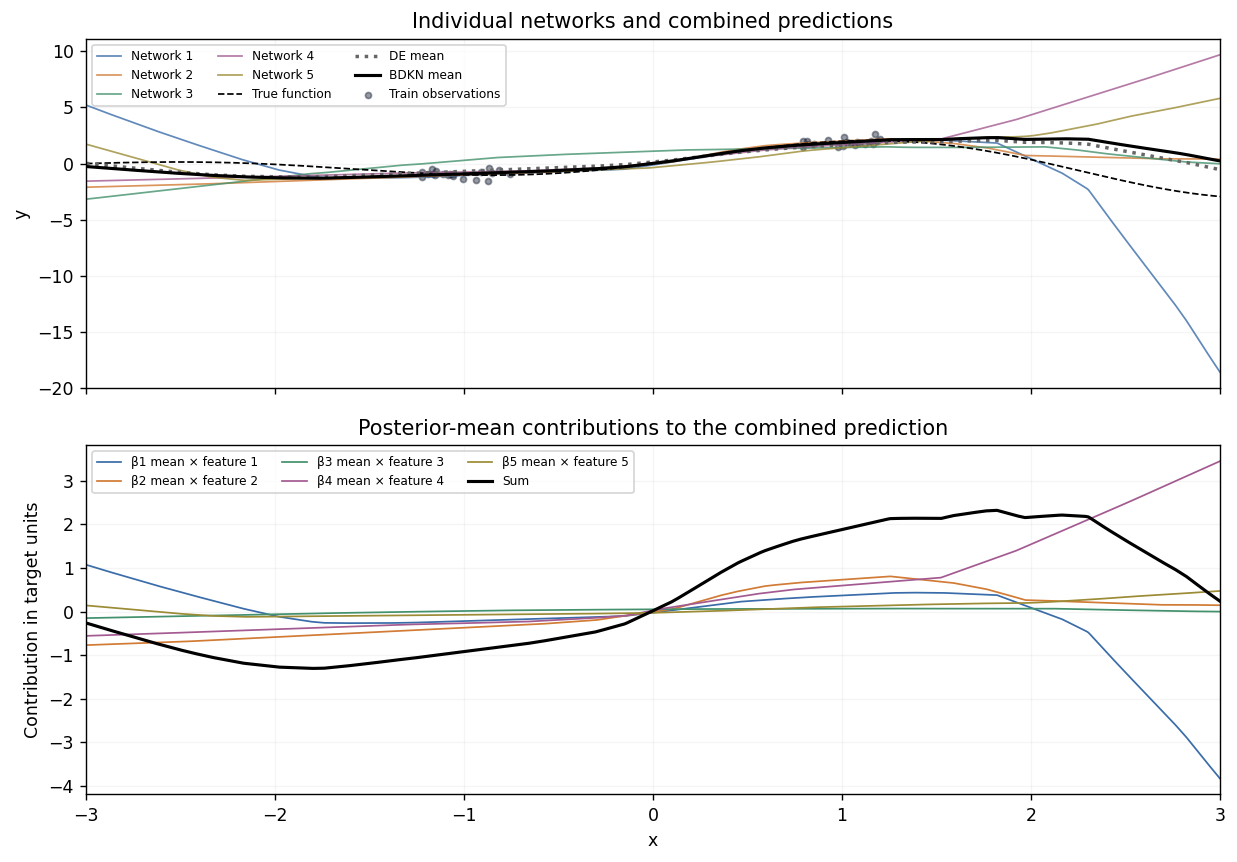 Individual networks and combined predictions
10
5
0
−5
−10
−15
−20
y
Network 1
Network 2
Network 3
Network 4
Network 5
True function
DE mean
BDKN mean
Train observations
Posterior-mean contributions to the combined prediction
3
2
1
0
−1
−2
−3
−4
Contribution in target units
β1 mean × feature 1
β2 mean × feature 2
β3 mean × feature 3
β4 mean × feature 4
β5 mean × feature 5
Sum
−3
−2
−1
0
1
2
3
x